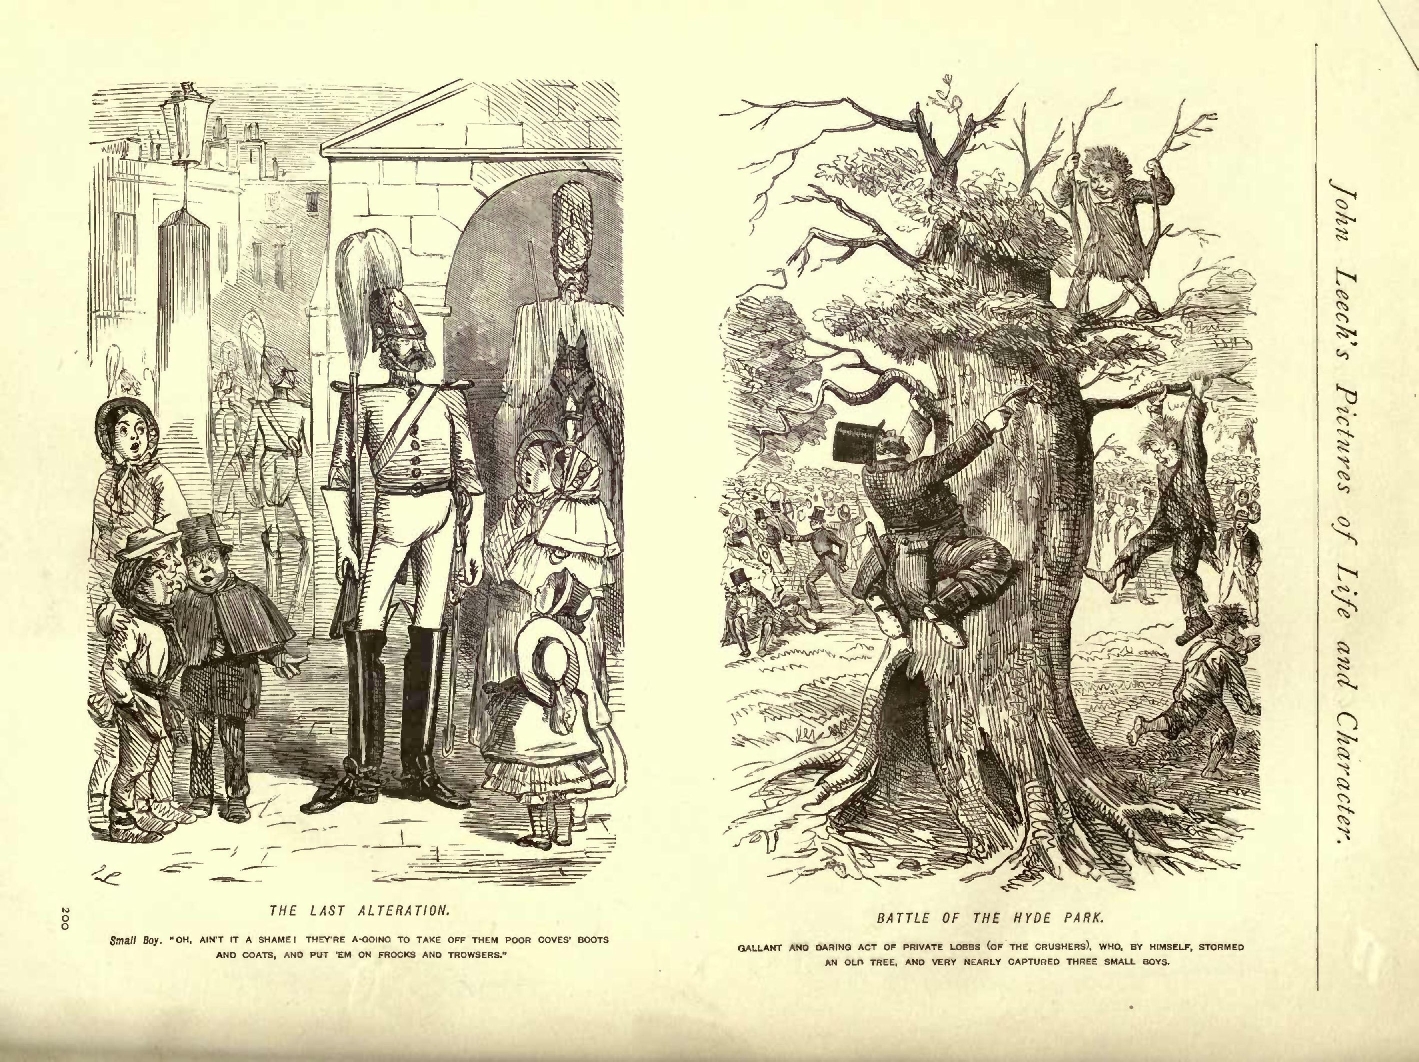 John Leech's Pictures of Life and Character.
THE LAST ALTERATION.
Small Boy. "OH, AIN'T IT A SHAME! THEY'RE A-GOING TO TAKE OFF THEM POOR COVES' BOOTS
AND COATS, AND PUT 'EM ON FROCKS AND TROWSERS."
200
BATTLE OF THE HYDE PARK.
GALLANT AND DARING ACT OF PRIVATE LOBBS (OF THE CRUSHERS), WHO, BY HIMSELF, STORMED
AN OLD TREE, AND VERY NEARLY CAPTURED THREE SMALL BOYS.